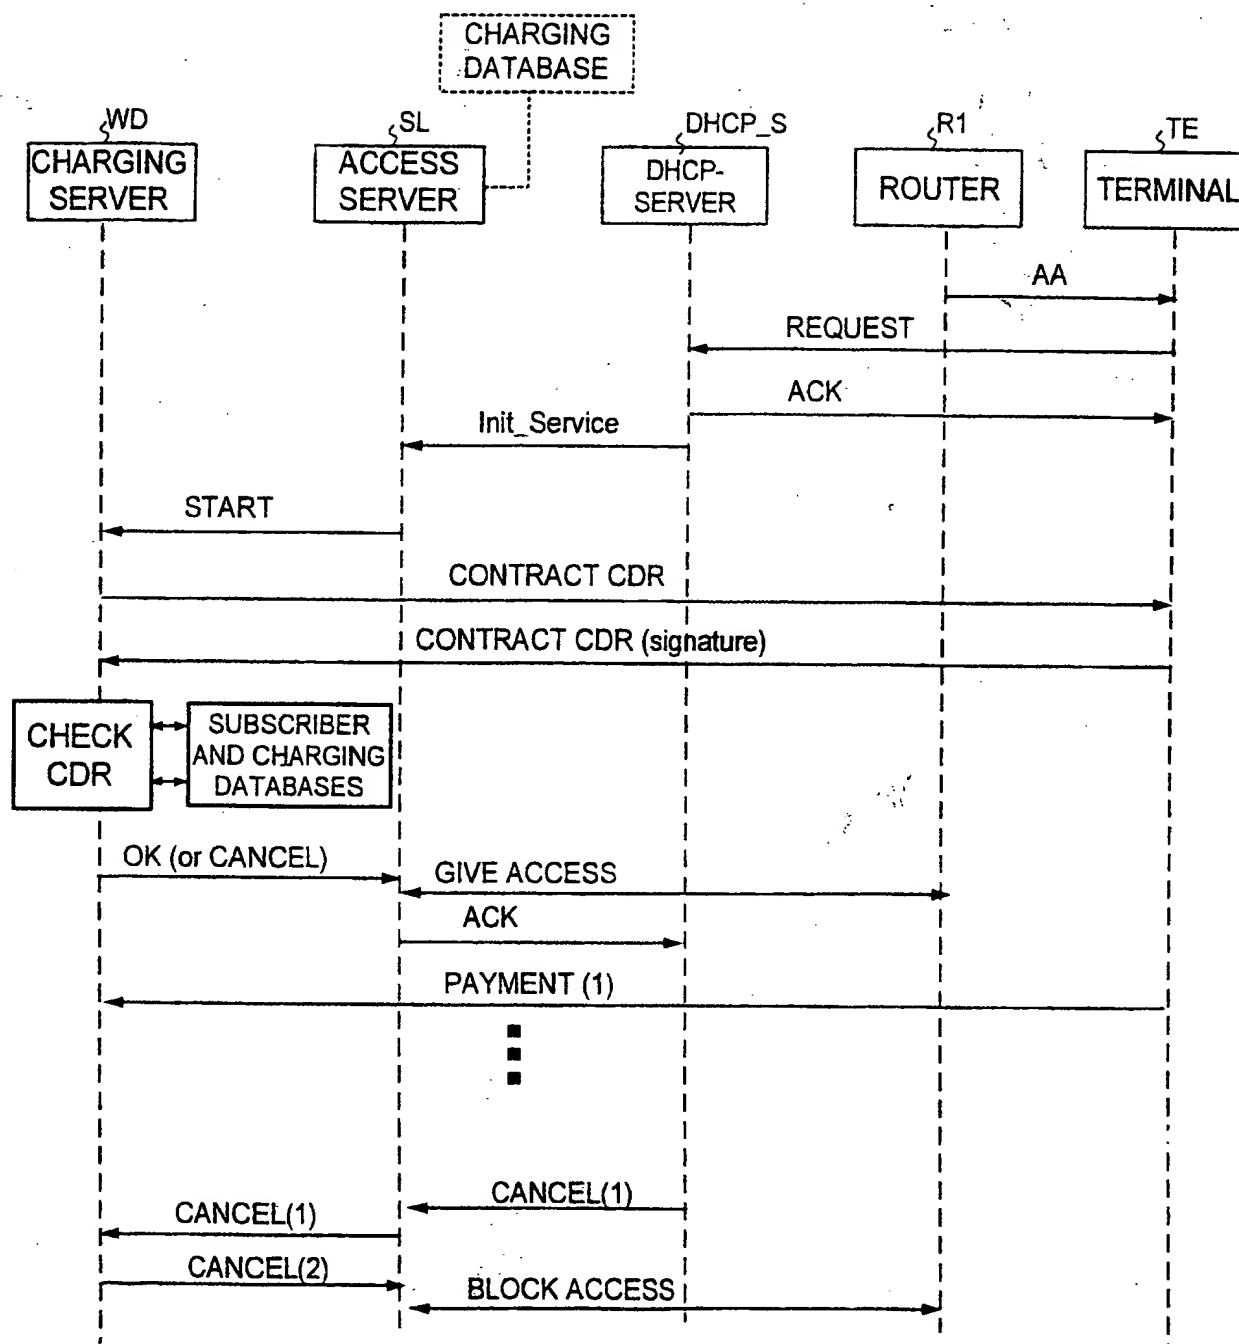 CHARGING
DATABASE
WD
SL
DHCP_S
R1
TE
CHARGING
SERVER
ACCESS
SERVER
DHCP-
SERVER
ROUTER
TERMINAL
AA
REQUEST
ACK
Init_Service
START
CONTRACT CDR
CONTRACT CDR (signature)
CHECK
CDR
SUBSCRIBER
AND CHARGING
DATABASES
OK (or CANCEL)
GIVE ACCESS
ACK
PAYMENT (1)
CANCEL(1)
CANCEL(1)
CANCEL(2)
BLOCK ACCESS